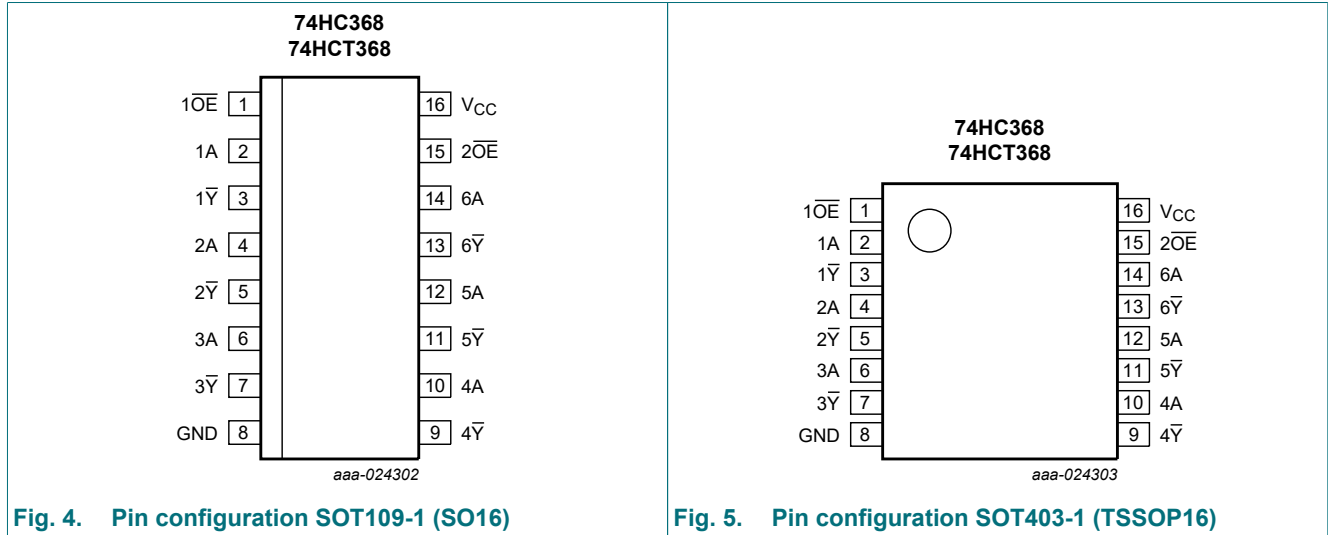 74HC368
74HCT368
1O̅E̅ 1
1A 2
1Y̅ 3
2A 4
2Y̅ 5
3A 6
3Y̅ 7
GND 8
16 VCC
15 2O̅E̅
14 6A
13 6Y̅
12 5A
11 5Y̅
10 4A
9 4Y̅
aaa-024302
Fig. 4. Pin configuration SOT109-1 (SO16)
74HC368
74HCT368
1O̅E̅ 1
1A 2
1Y̅ 3
2A 4
2Y̅ 5
3A 6
3Y̅ 7
GND 8
16 VCC
15 2O̅E̅
14 6A
13 6Y̅
12 5A
11 5Y̅
10 4A
9 4Y̅
aaa-024303
Fig. 5. Pin configuration SOT403-1 (TSSOP16)